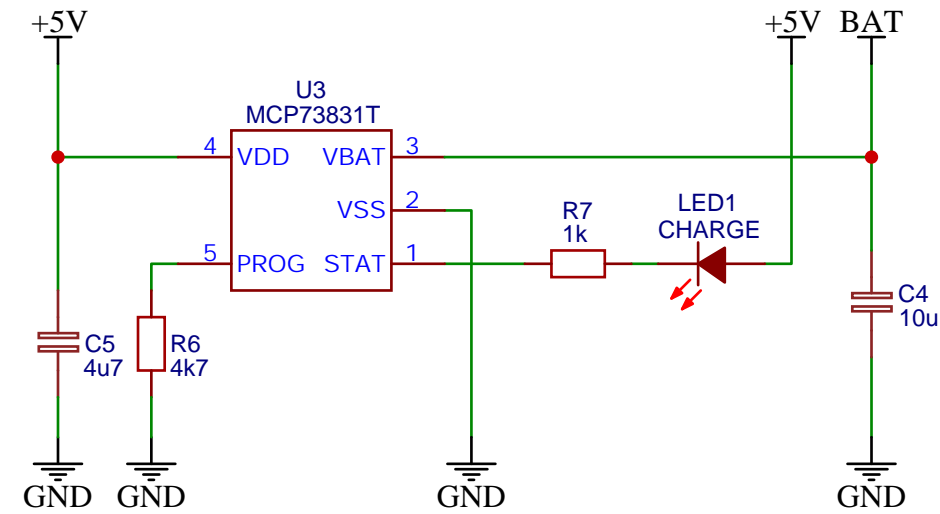 +5V
+5V
BAT
U3
MCP73831T
4
VDD
VBAT
3
VSS
2
5
PROG
STAT
1
R7
1k
LED1
CHARGE
C5
4u7
R6
4k7
C4
10u
GND
GND
GND
GND